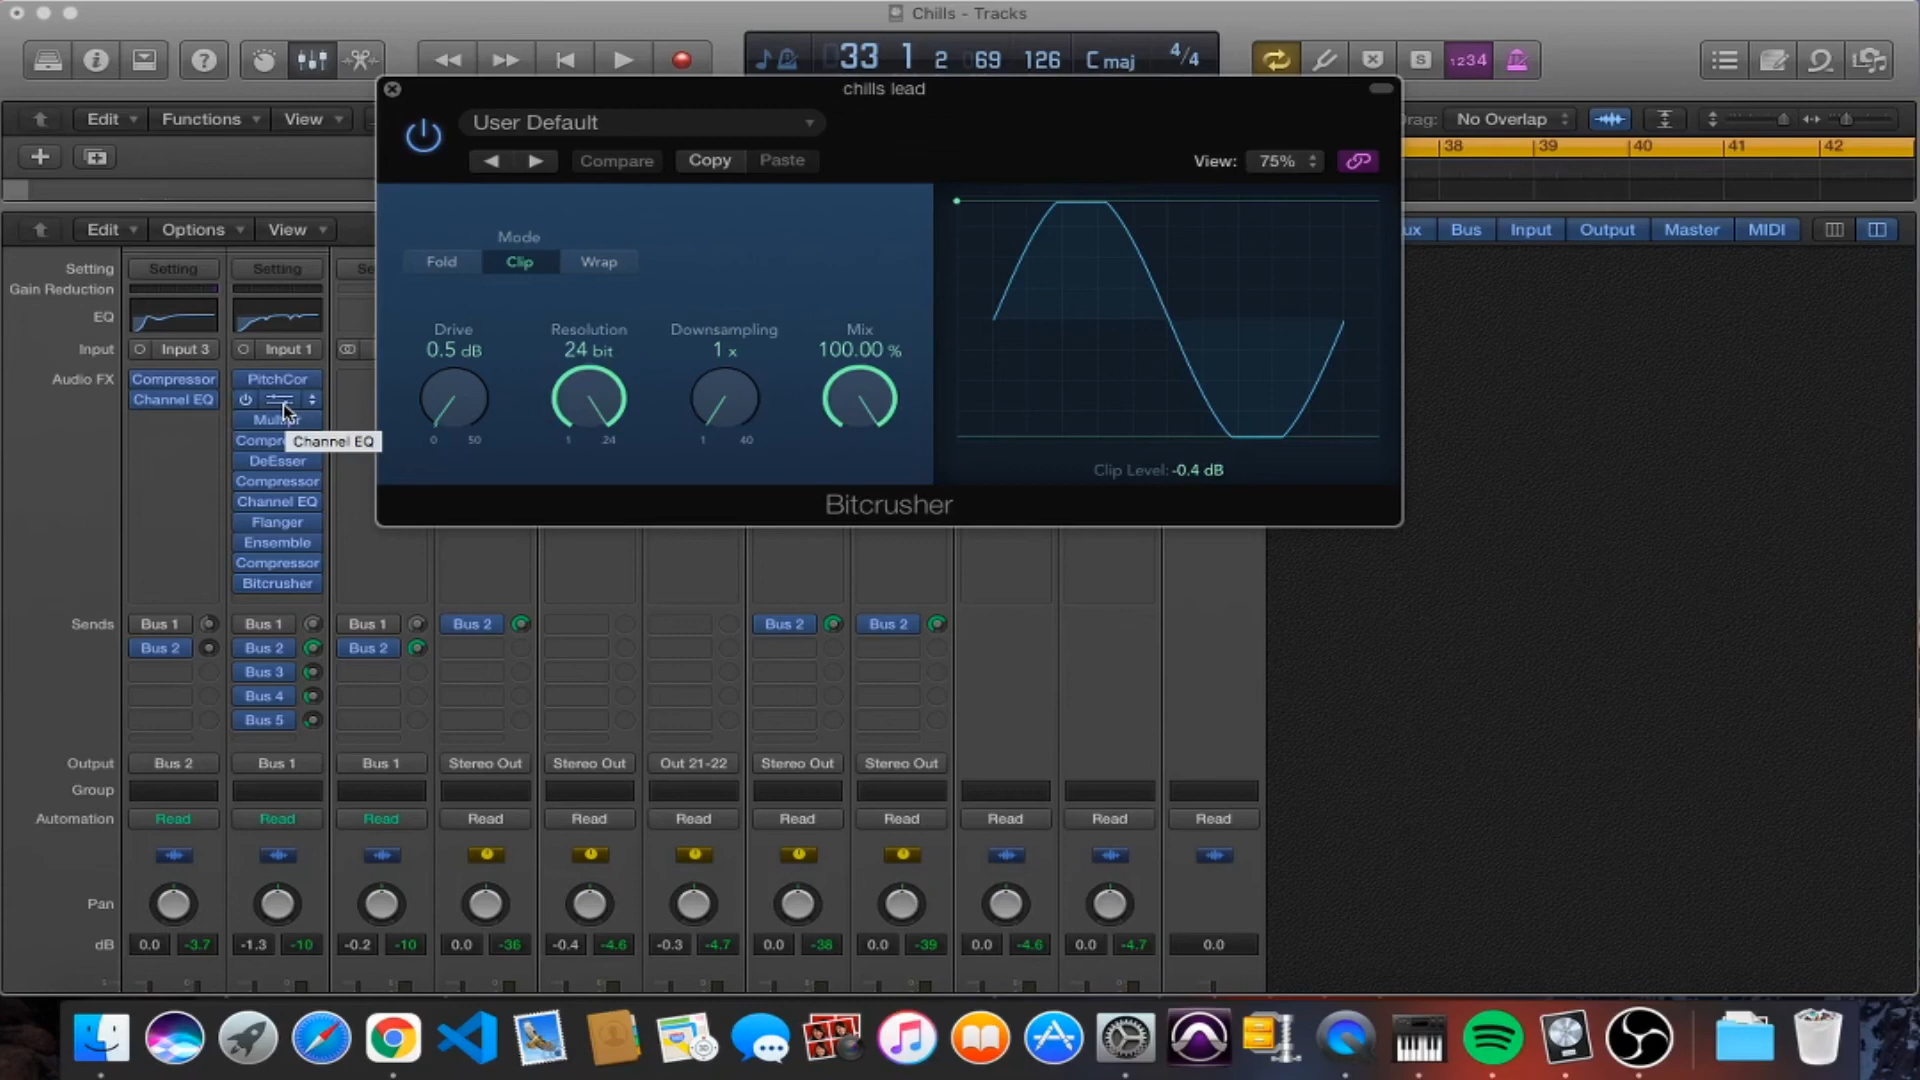 Chills - Tracks
33 1 2 069 126 C maj 4/4
1234
chills lead
Edit Functions View
Drag: No Overlap
User Default
38 39 40 41 42
Compare Copy Paste
View: 75%
Edit Options View
Bus Input Output Master MIDI
Mode
Fold Clip Wrap
Setting Setting Setting
Gain Reduction
EQ
Drive Resolution Downsampling Mix
0.5 dB 24 bit 1 x 100.00 %
0 50 1 24 1 40
Clip Level: -0.4 dB
Bitcrusher
Input Input 3 Input 1
Audio FX Compressor PitchCor
Channel EQ
Channel EQ
DeEsser
Compressor
Channel EQ
Flanger
Ensemble
Compressor
Bitcrusher
Sends Bus 1 Bus 1 Bus 1 Bus 2 Bus 2 Bus 2
Bus 2 Bus 2 Bus 2
Bus 3
Bus 4
Bus 5
Output Bus 2 Bus 1 Bus 1 Stereo Out Stereo Out Out 21-22 Stereo Out Stereo Out
Group
Automation Read Read Read Read Read Read Read Read Read Read Read
Pan
dB 0.0 -3.7 -1.3 -10 -0.2 -10 0.0 -36 -0.4 -4.6 -0.3 -4.7 0.0 -38 0.0 -39 0.0 -4.6 0.0 -4.7 0.0